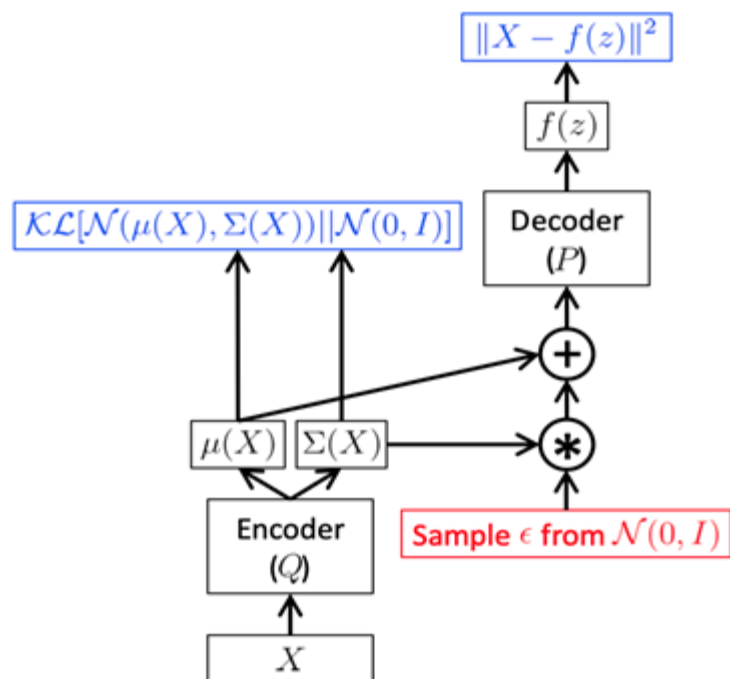 ‖X − f(z)‖²
f(z)
𝒦ℒ[𝒩(μ(X), Σ(X))||𝒩(0, I)]
Decoder
(P)
+
μ(X) Σ(X)
*
Encoder
(Q)
Sample ϵ from 𝒩(0, I)
X